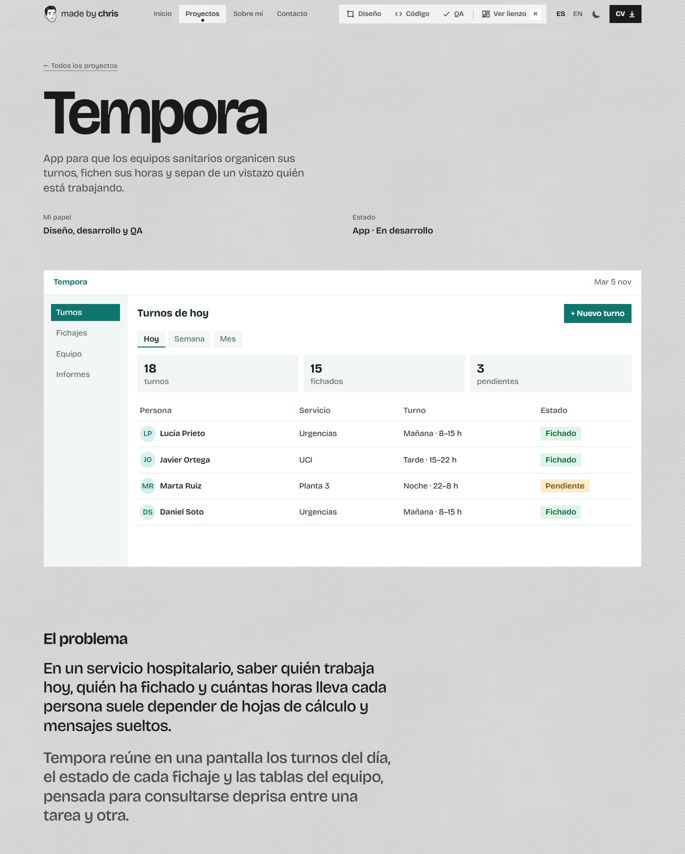 made by chris
Inicio Proyectos Sobre mí Contacto
Diseño Código QA Ver lienzo M
ES EN CV
← Todos los proyectos
Tempora
App para que los equipos sanitarios organicen sus
turnos, fichen sus horas y sepan de un vistazo quién
está trabajando.
Mi papel Estado
Diseño, desarrollo y QA App · En desarrollo
Tempora Mar 5 nov
Turnos
Fichajes
Equipo
Informes
Turnos de hoy + Nuevo turno
Hoy Semana Mes
18 15 3
turnos fichados pendientes
Persona Servicio Turno Estado
LP Lucía Prieto Urgencias Mañana · 8–15 h Fichado
JO Javier Ortega UCI Tarde · 15–22 h Fichado
MR Marta Ruiz Planta 3 Noche · 22–8 h Pendiente
DS Daniel Soto Urgencias Mañana · 8–15 h Fichado
El problema
En un servicio hospitalario, saber quién trabaja
hoy, quién ha fichado y cuántas horas lleva cada
persona suele depender de hojas de cálculo y
mensajes sueltos.
Tempora reúne en una pantalla los turnos del día,
el estado de cada fichaje y las tablas del equipo,
pensada para consultarse deprisa entre una
tarea y otra.